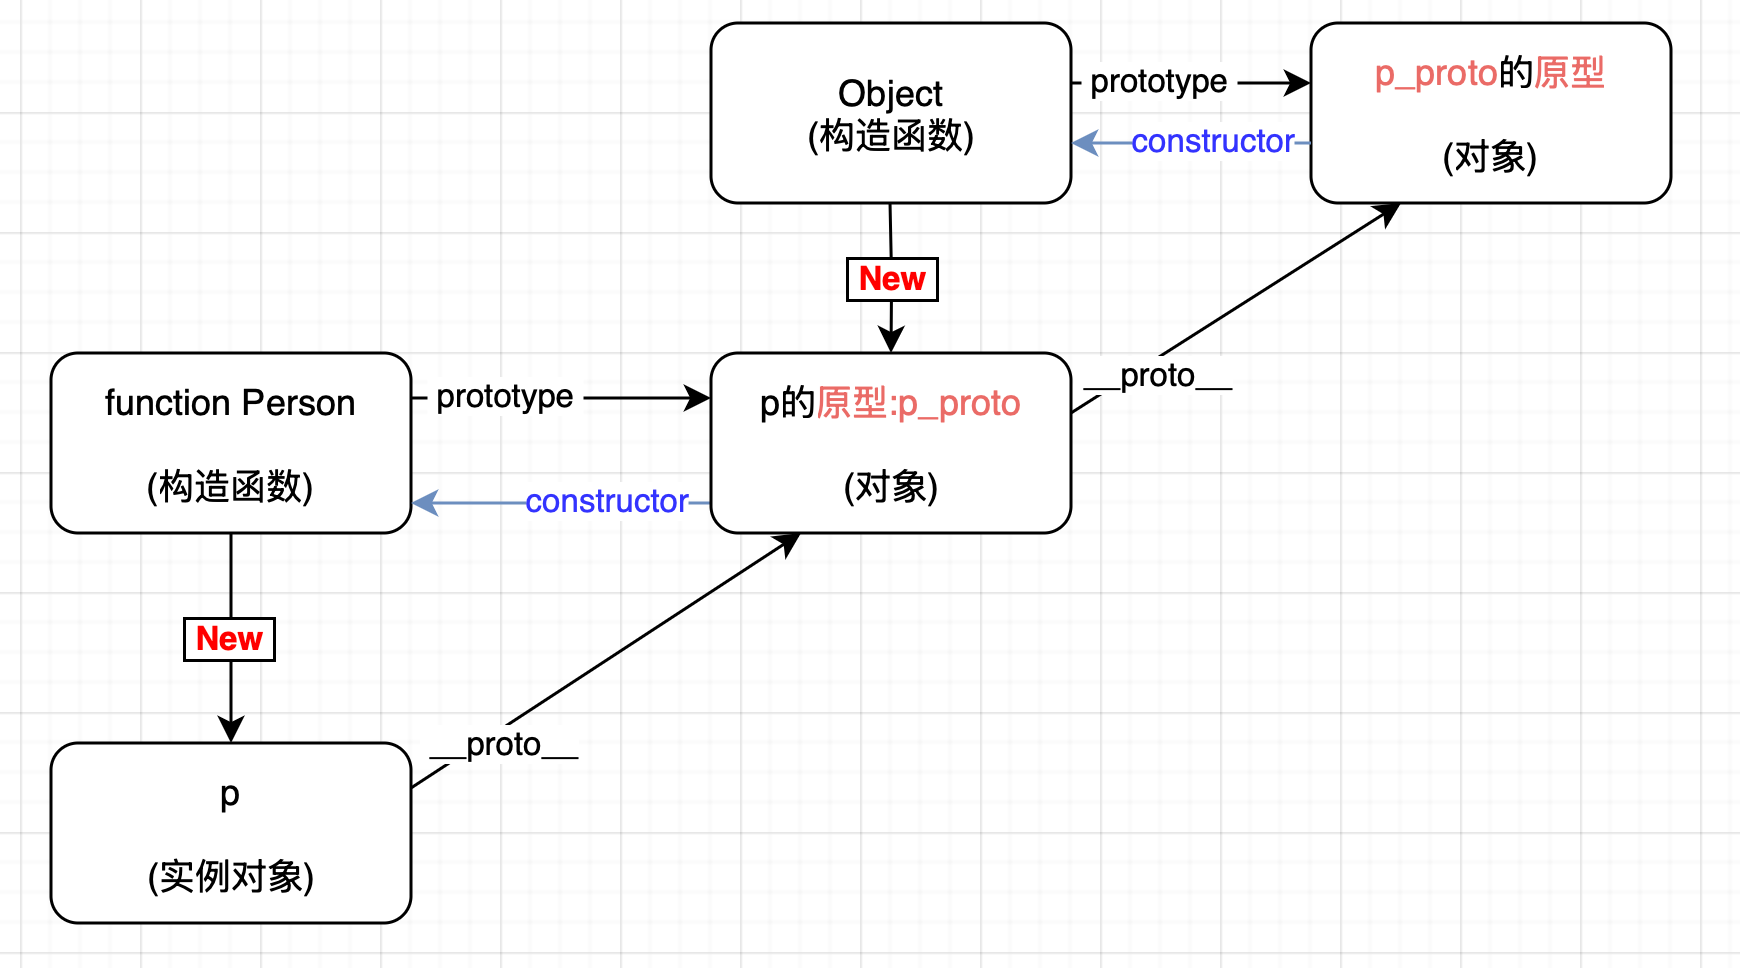 Object
(构造函数)
prototype
constructor
p_proto的原型
(对象)
New
function Person
(构造函数)
prototype
constructor
p的原型:p_proto
(对象)
__proto__
New
__proto__
p
(实例对象)